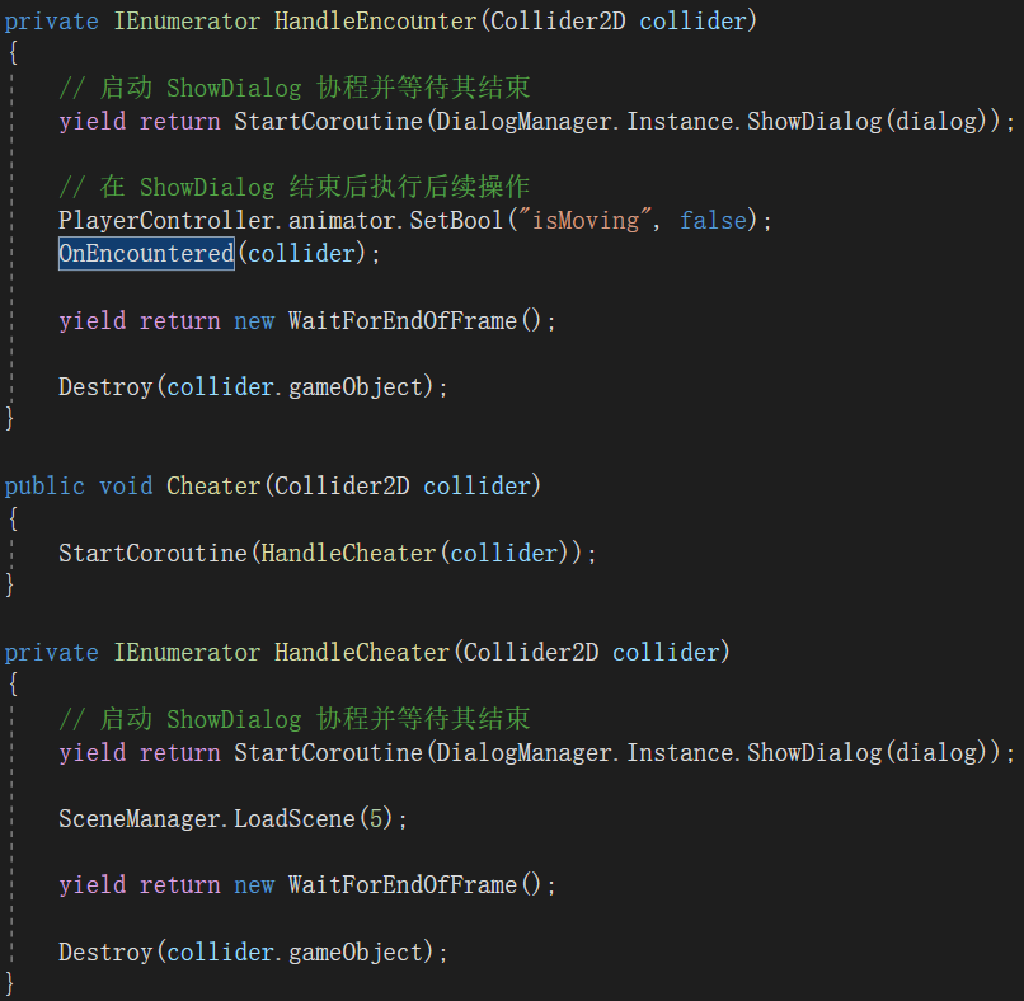 private IEnumerator HandleEncounter(Collider2D collider)
{
// 启动 ShowDialog 协程并等待其结束
yield return StartCoroutine(DialogManager.Instance.ShowDialog(dialog));
// 在 ShowDialog 结束后执行后续操作
PlayerController.animator.SetBool("isMoving", false);
OnEncountered(collider);
yield return new WaitForEndOfFrame();
Destroy(collider.gameObject);
}
public void Cheater(Collider2D collider)
{
StartCoroutine(HandleCheater(collider));
}
private IEnumerator HandleCheater(Collider2D collider)
{
// 启动 ShowDialog 协程并等待其结束
yield return StartCoroutine(DialogManager.Instance.ShowDialog(dialog));
SceneManager.LoadScene(5);
yield return new WaitForEndOfFrame();
Destroy(collider.gameObject);
}